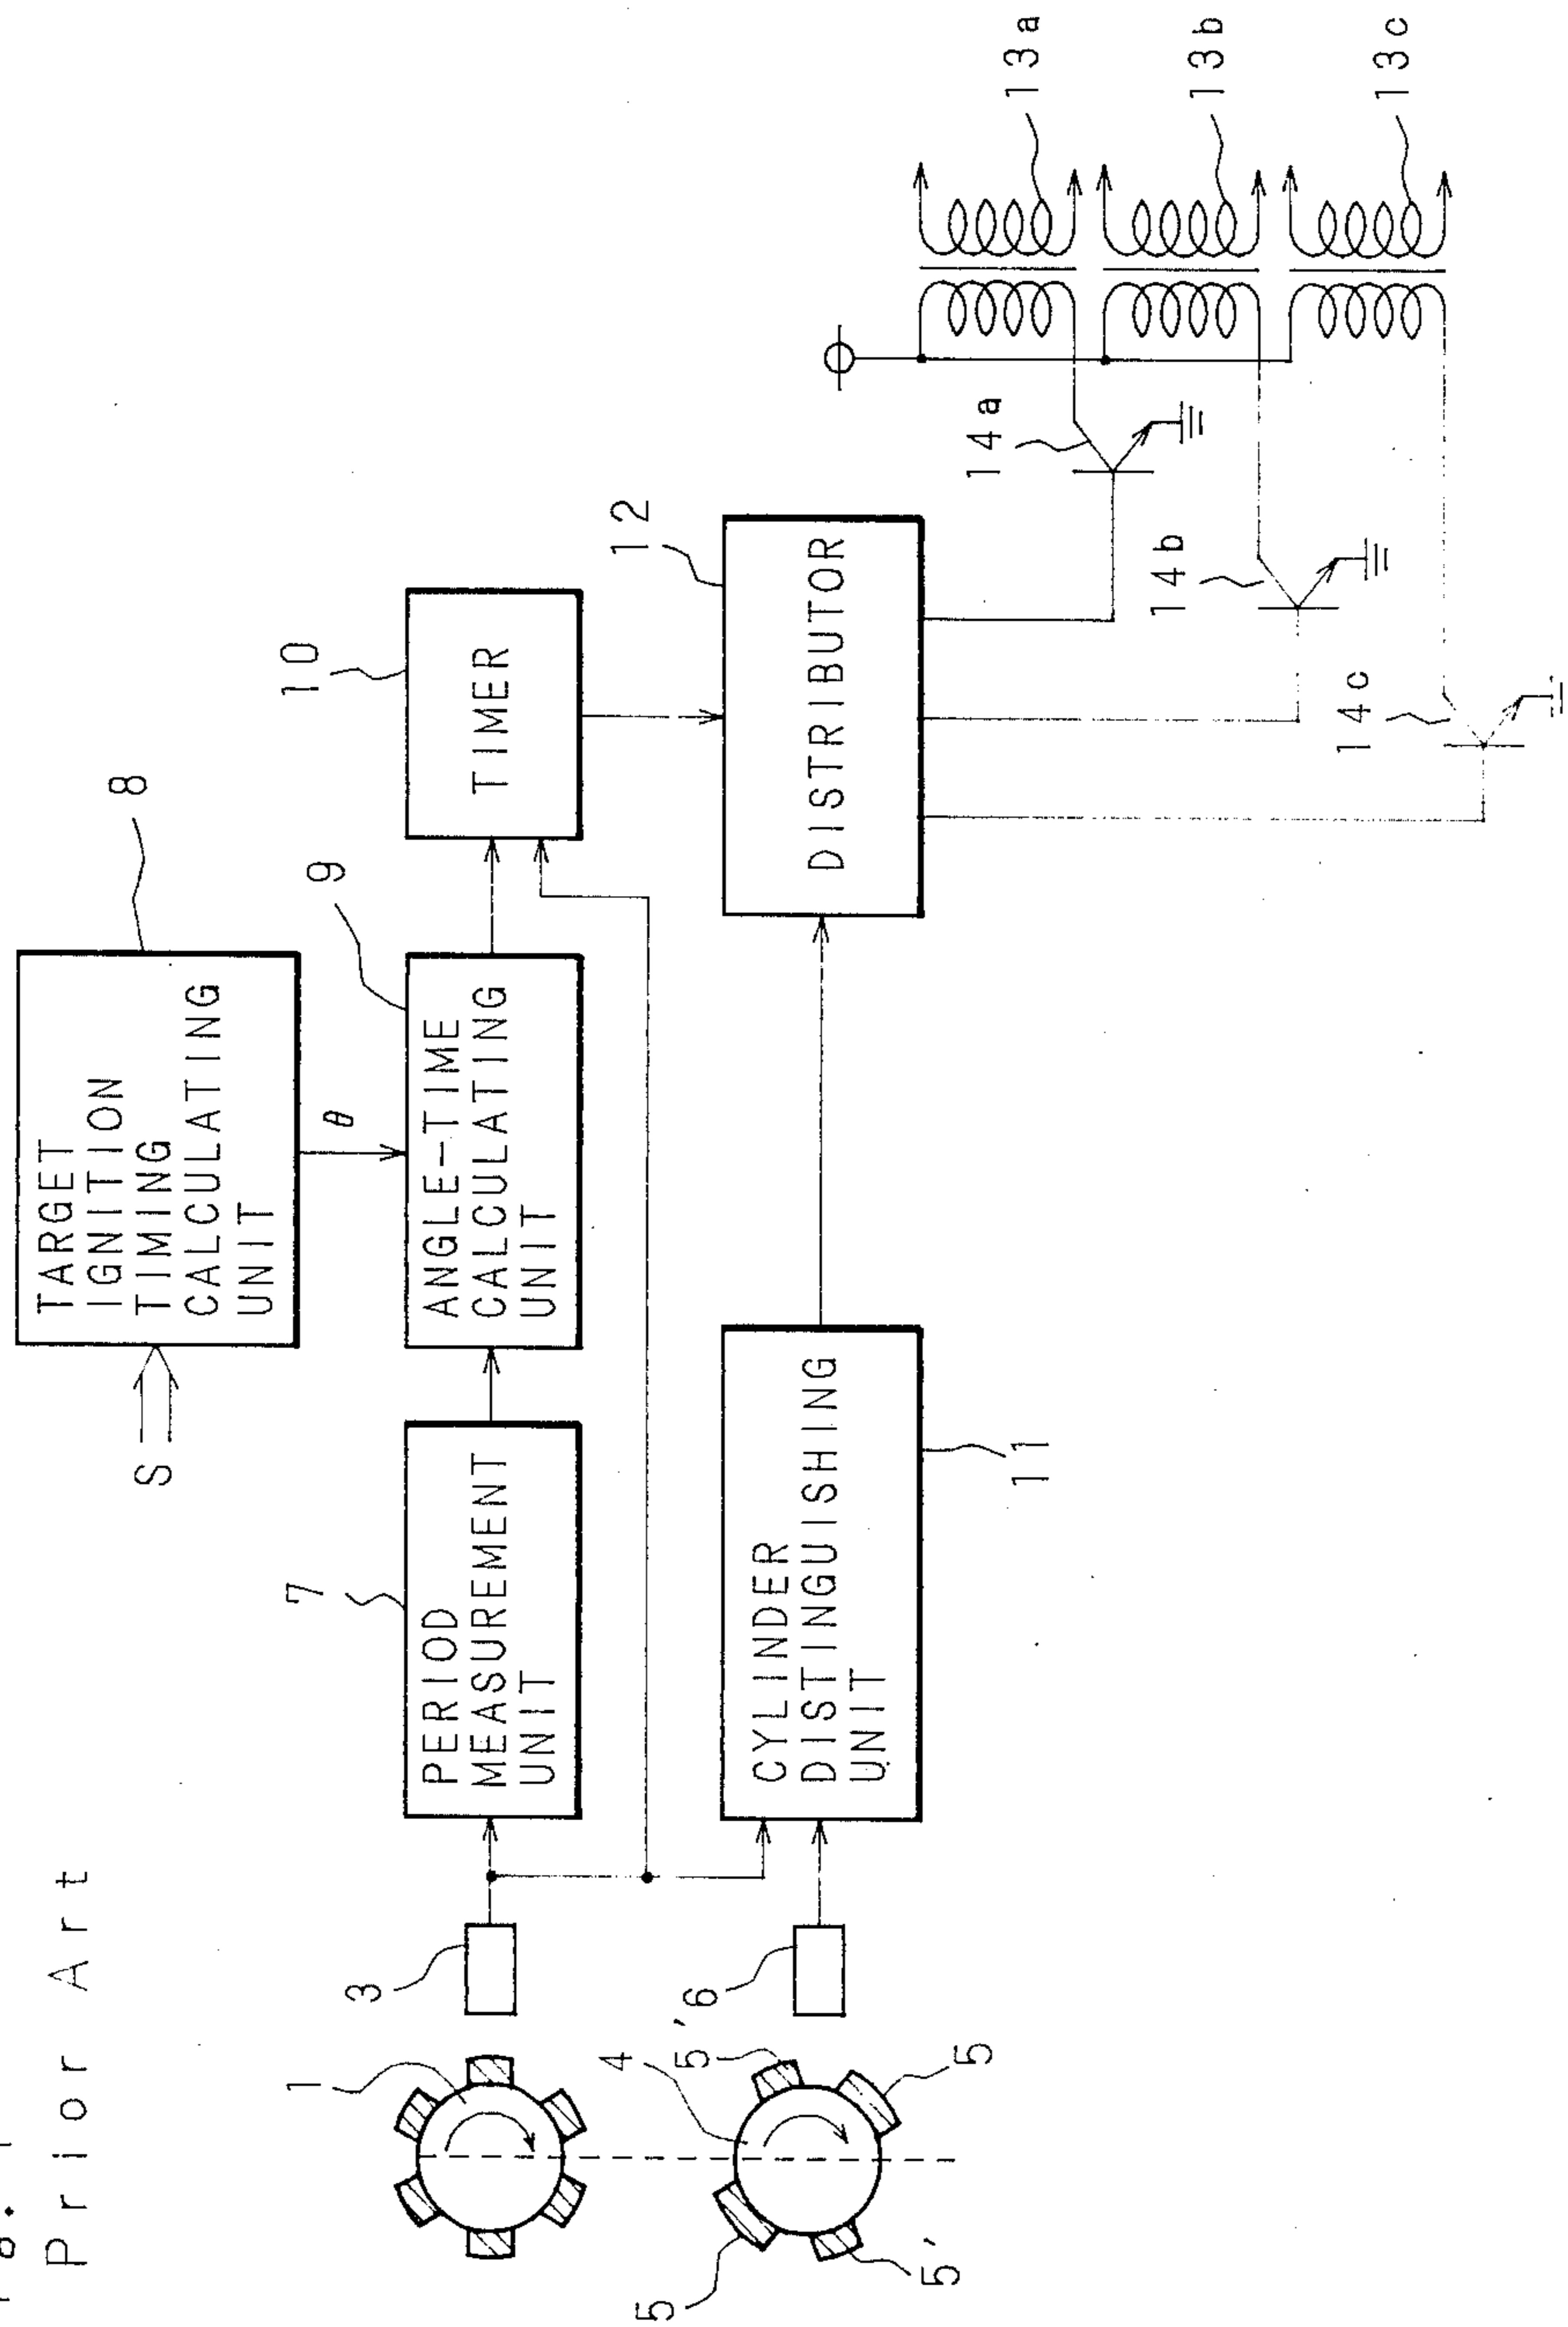 Prior Art
TARGET
IGNITION
TIMING
CALCULATING
UNIT
8
S
θ
PERIOD
MEASUREMENT
UNIT
7
ANGLE-TIME
CALCULATING
UNIT
9
TIMER
10
1
3
4
5'
6
5
5
5'
CYLINDER
DISTINGUISHING
UNIT
11
DISTRIBUTOR
12
14a
14b
14c
13a
13b
13c